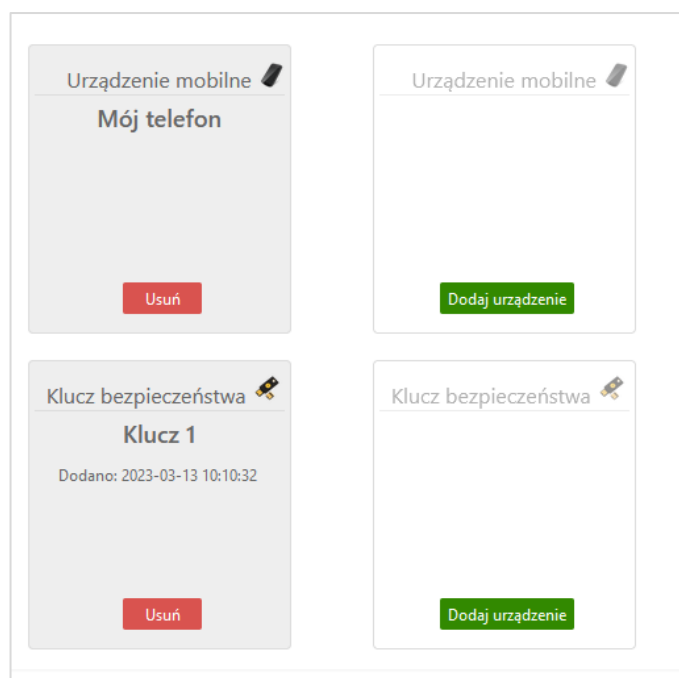 Urządzenie mobilne
Mój telefon
Usuń
Urządzenie mobilne
Dodaj urządzenie
Klucz bezpieczeństwa
Klucz 1
Dodano: 2023-03-13 10:10:32
Usuń
Klucz bezpieczeństwa
Dodaj urządzenie